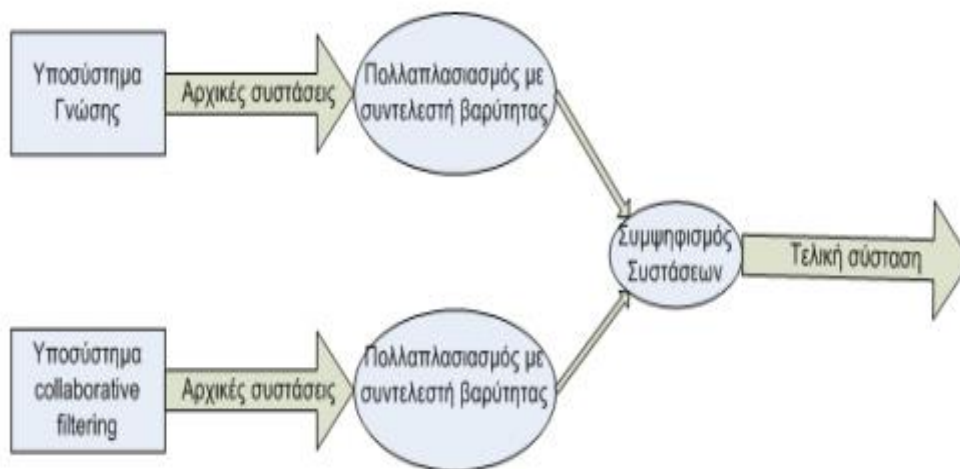 Υποσύστημα
Γνώσης
Αρχικές συστάσεις
Πολλαπλασιασμός με
συντελεστή βαρύτητας
Συμψηφισμός
Συστάσεων
Τελική σύσταση
Υποσύστημα
collaborative
filtering
Αρχικές συστάσεις
Πολλαπλασιασμός με
συντελεστή βαρύτητας